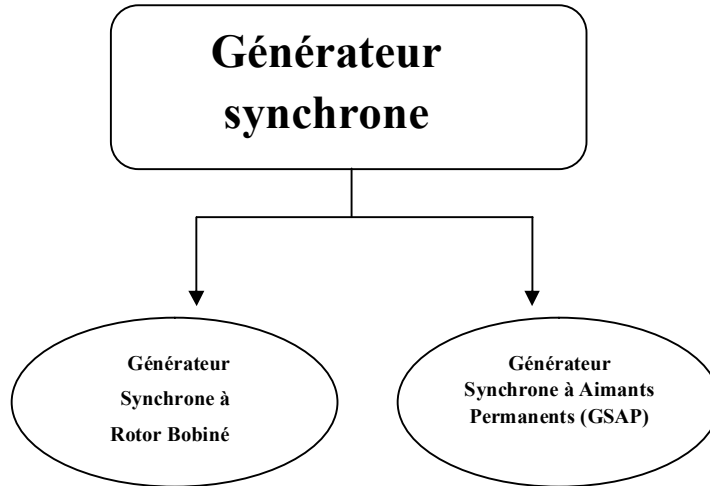 Générateur
synchrone
Générateur
Synchrone à
Rotor Bobiné
Générateur
Synchrone à Aimants
Permanents (GSAP)